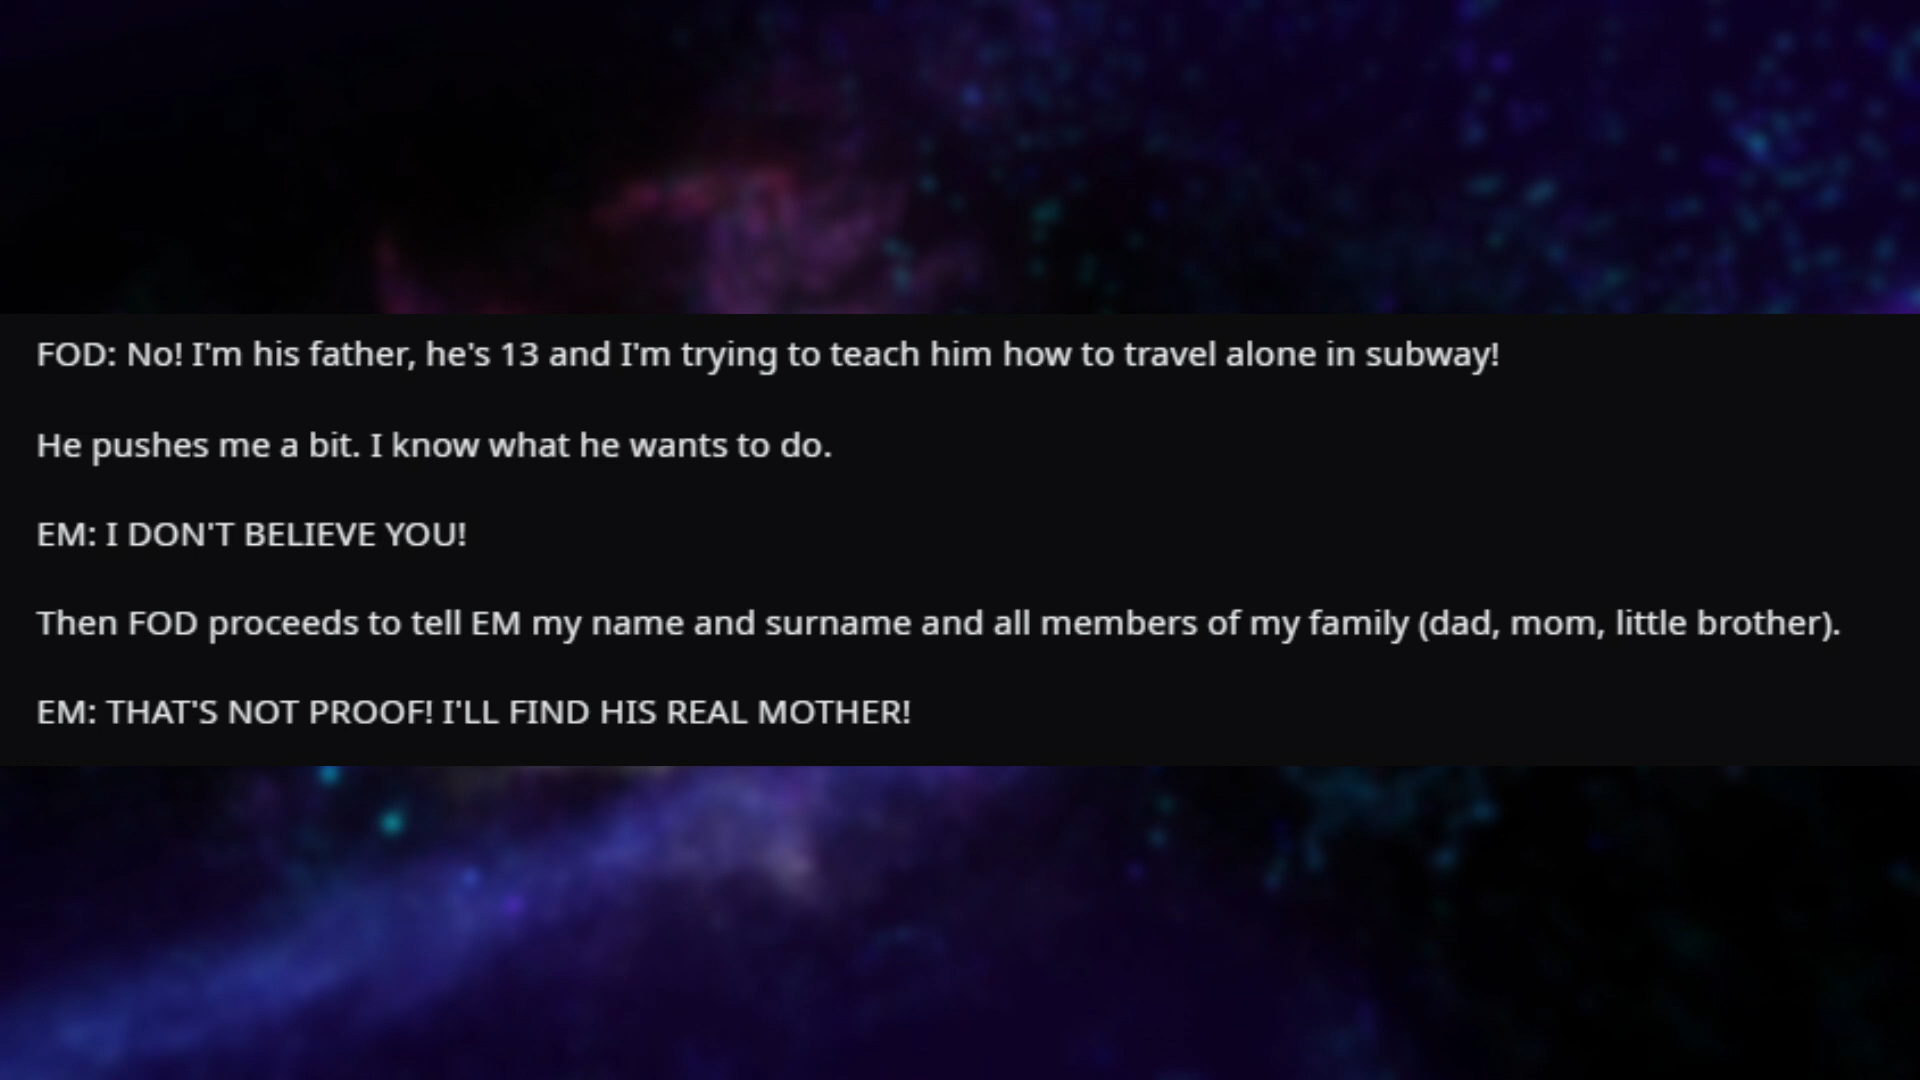 FOD: No! I'm his father, he's 13 and I'm trying to teach him how to travel alone in subway!
He pushes me a bit. I know what he wants to do.
EM: I DON'T BELIEVE YOU!
Then FOD proceeds to tell EM my name and surname and all members of my family (dad, mom, little brother).
EM: THAT'S NOT PROOF! I'LL FIND HIS REAL MOTHER!